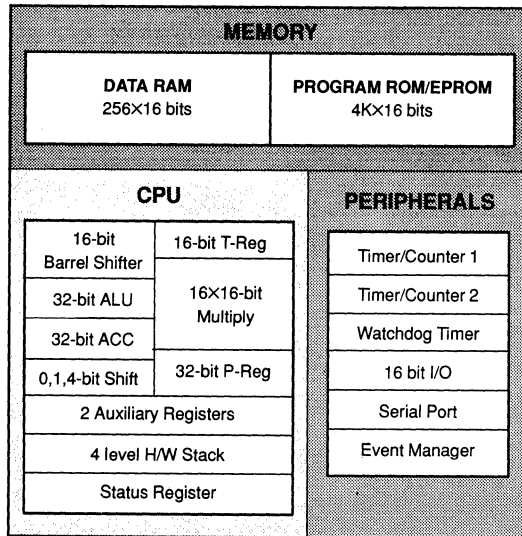 MEMORY
DATA RAM
256×16 bits
PROGRAM ROM/EPROM
4K×16 bits
CPU
16-bit
Barrel Shifter
32-bit ALU
32-bit ACC
0,1,4-bit Shift
16-bit T-Reg
16×16-bit
Multiply
32-bit P-Reg
2 Auxiliary Registers
4 level H/W Stack
Status Register
PERIPHERALS
Timer/Counter 1
Timer/Counter 2
Watchdog Timer
16 bit I/O
Serial Port
Event Manager